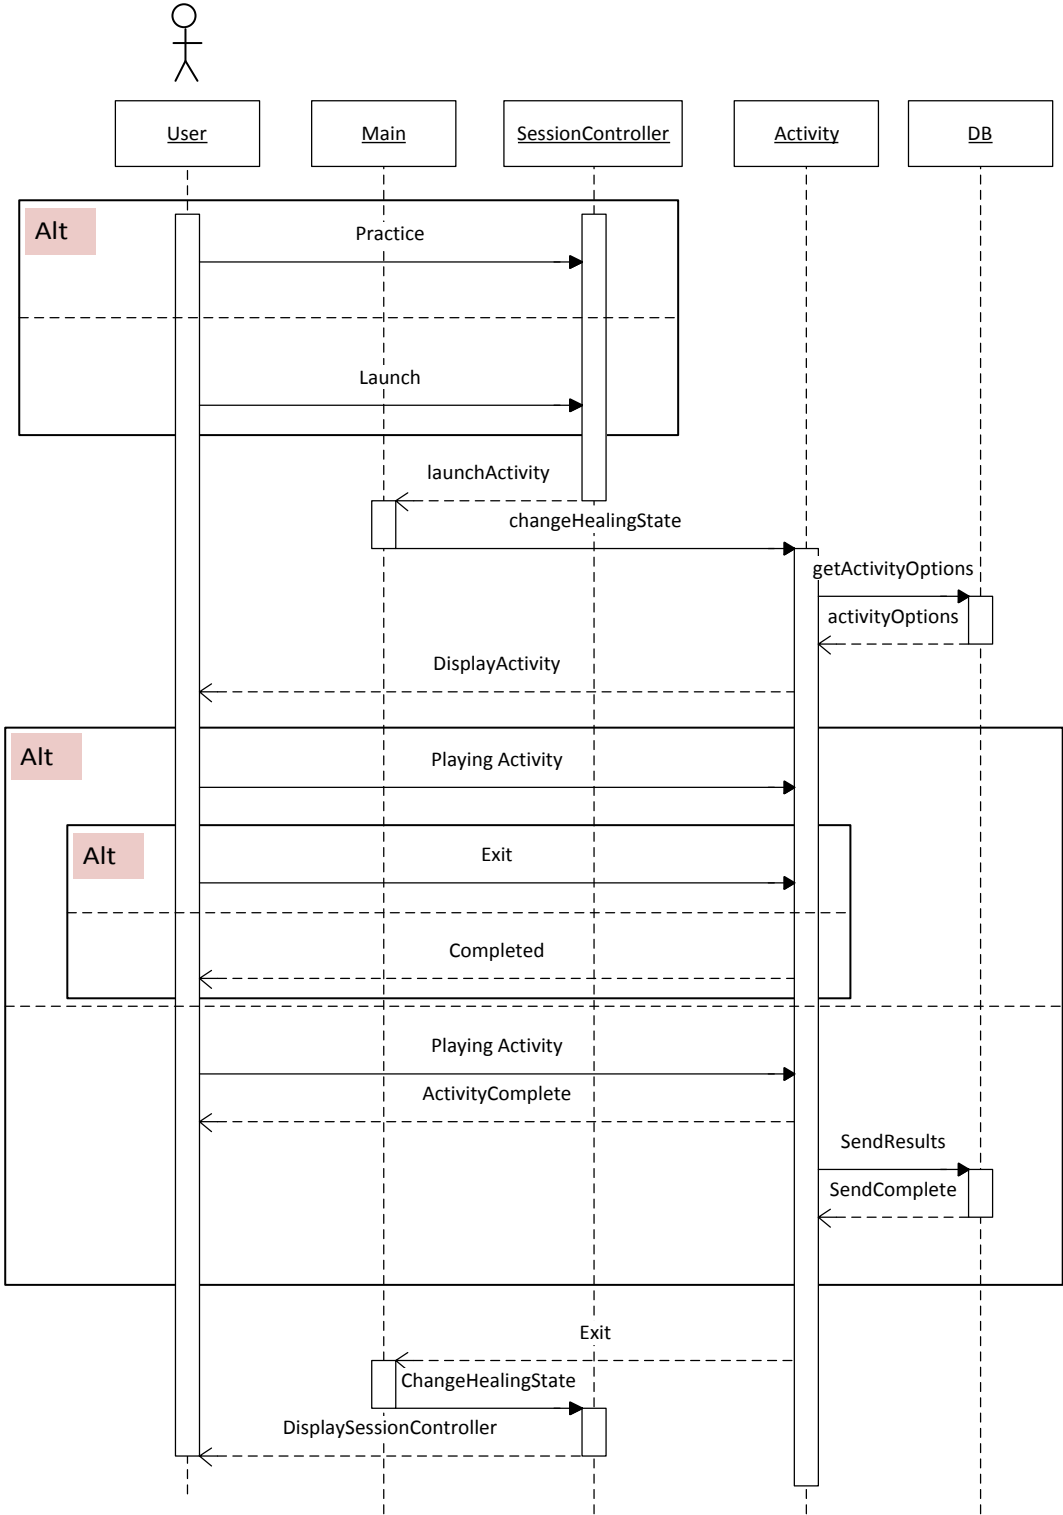 User
Main
SessionController
Activity
DB
Alt
Practice
Launch
launchActivity
changeHealingState
getActivityOptions
activityOptions
DisplayActivity
Alt
Playing Activity
Alt
Exit
Completed
Playing Activity
ActivityComplete
SendResults
SendComplete
Exit
ChangeHealingState
DisplaySessionController